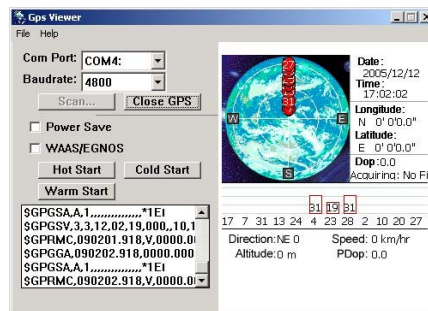 Gps Viewer
File Help
Com Port: COM4:
Baudrate: 4800
Scan... Close GPS
Power Save
WAAS/EGNOS
Hot Start Cold Start
Warm Start
$GPGSA,A,1,,,,,,,,,,,,,*1E
$GPGSV,3,3,12,02,19,000,,10,1
$GPRMC,090201.918,V,0000.0
$GPGGA,090202.918,0000.000
$GPGSA,A,1,,,,,,,,,,,,,*1E
$GPRMC,090202.918,V,0000.0
27
31
W E
S
Date:
2005/12/12
Time:
17:02:02
Longitude:
N 0' 0'0.0"
Latitude:
E 0' 0'0.0"
Dop:0.0
Acquiring: No Fi
31 19 31
17 7 31 13 24 4 23 28 2 10 20 27
Direction:NE 0 Speed: 0 km/hr
Altitude:0 m PDop: 0.0